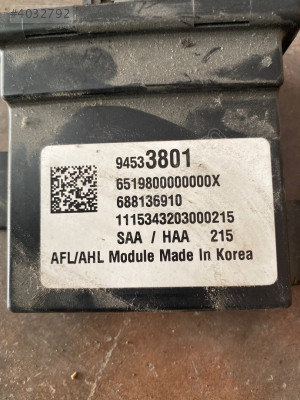 #4032792
94533801
6519800000000X
688136910
1115343203000215
SAA / HAA 215
AFL/AHL Module Made In Korea